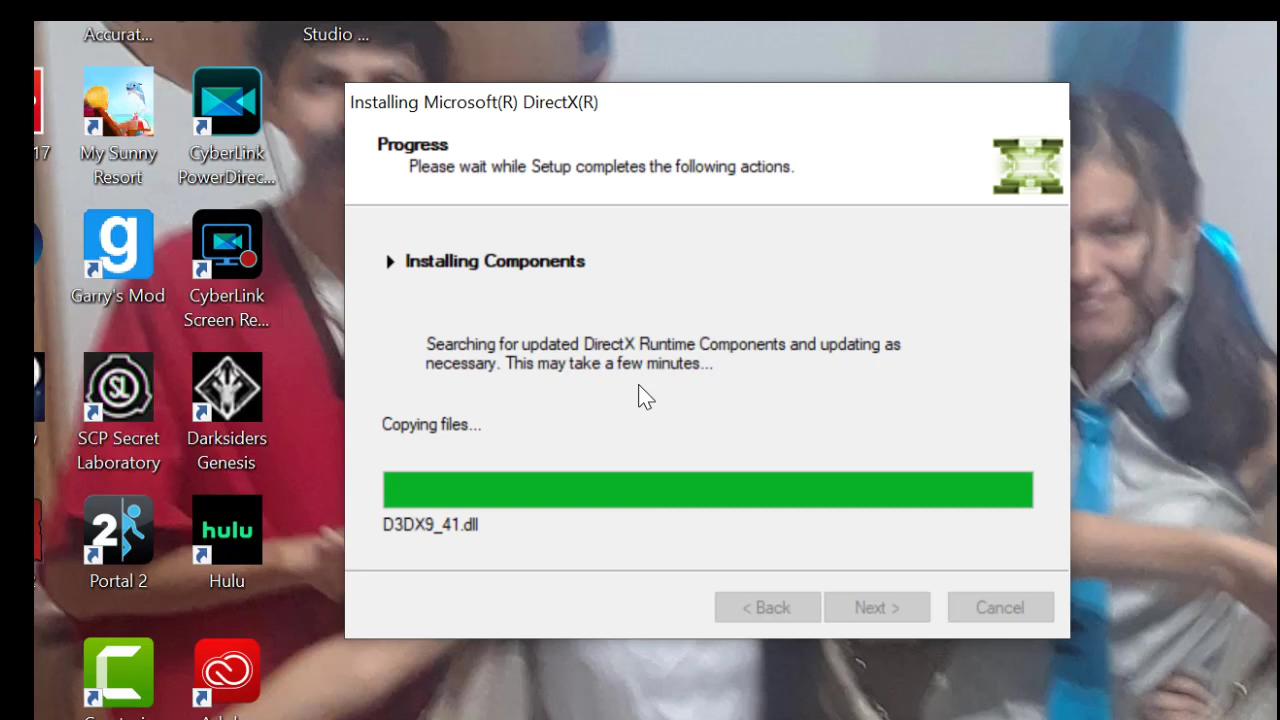 Accurat...
Studio ...
17
My Sunny
Resort
CyberLink
PowerDirec...
g
Garry's Mod
CyberLink
Screen Re...
SL
SCP Secret
Laboratory
Darksiders
Genesis
2
Portal 2
hulu
Hulu
Installing Microsoft(R) DirectX(R)
Progress
Please wait while Setup completes the following actions.
Installing Components
Searching for updated DirectX Runtime Components and updating as
necessary. This may take a few minutes...
Copying files...
D3DX9_41.dll
< Back
Next >
Cancel